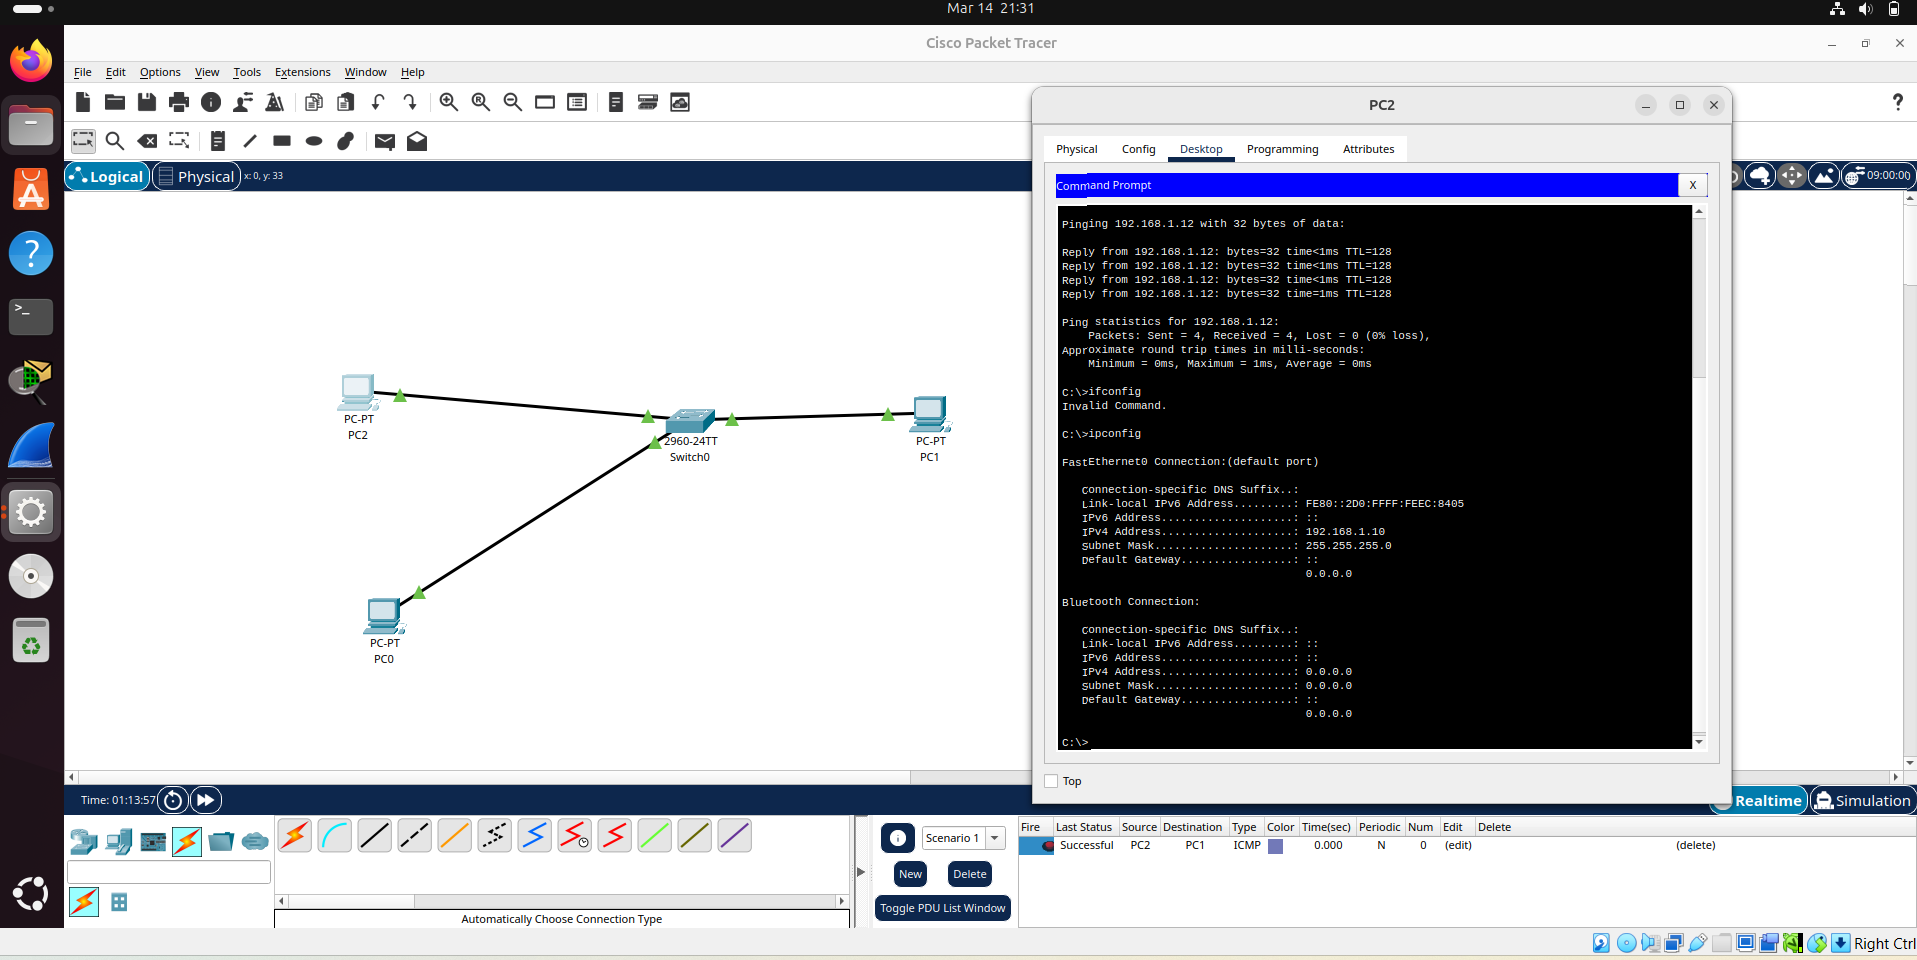 Mar 14 21:31
Cisco Packet Tracer
File Edit Options View Tools Extensions Window Help
Logical
Physical
x: 0, y: 33
09:00:00
PC-PT
PC2
2960-24TT
Switch0
PC-PT
PC1
PC-PT
PC0
PC2
Physical Config Desktop Programming Attributes
Command Prompt
X
Pinging 192.168.1.12 with 32 bytes of data:
Reply from 192.168.1.12: bytes=32 time<1ms TTL=128
Reply from 192.168.1.12: bytes=32 time<1ms TTL=128
Reply from 192.168.1.12: bytes=32 time<1ms TTL=128
Reply from 192.168.1.12: bytes=32 time=1ms TTL=128
Ping statistics for 192.168.1.12:
Packets: Sent = 4, Received = 4, Lost = 0 (0% loss),
Approximate round trip times in milli-seconds:
Minimum = 0ms, Maximum = 1ms, Average = 0ms
C:\>ifconfig
Invalid Command.
C:\>ipconfig
FastEthernet0 Connection:(default port)
Connection-specific DNS Suffix..:
Link-local IPv6 Address.........: FE80::2D0:FFFF:FEEC:8405
IPv6 Address....................: ::
IPv4 Address....................: 192.168.1.10
Subnet Mask.....................: 255.255.255.0
Default Gateway.................: ::
0.0.0.0
Bluetooth Connection:
Connection-specific DNS Suffix..:
Link-local IPv6 Address.........: ::
IPv6 Address....................: ::
IPv4 Address....................: 0.0.0.0
Subnet Mask.....................: 0.0.0.0
Default Gateway.................: ::
0.0.0.0
C:\>
Top
Time: 01:13:57
Realtime
Simulation
Scenario 1
New
Delete
Toggle PDU List Window
Automatically Choose Connection Type
Fire Last Status Source Destination Type Color Time(sec) Periodic Num Edit Delete
Successful PC2 PC1 ICMP 0.000 N 0 (edit) (delete)
Right Ctrl